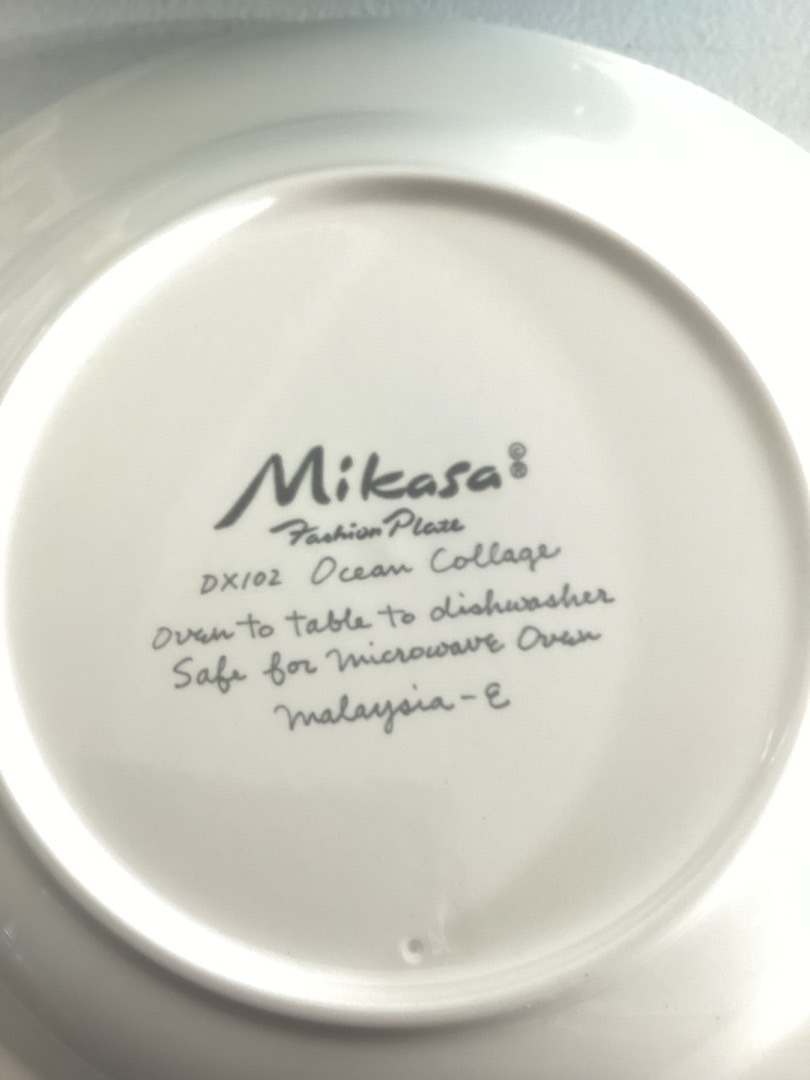 Mikasa©®
Fashion Plate
DX102 Ocean Collage
Oven to table to dishwasher
Safe for microwave Oven
Malaysia-E